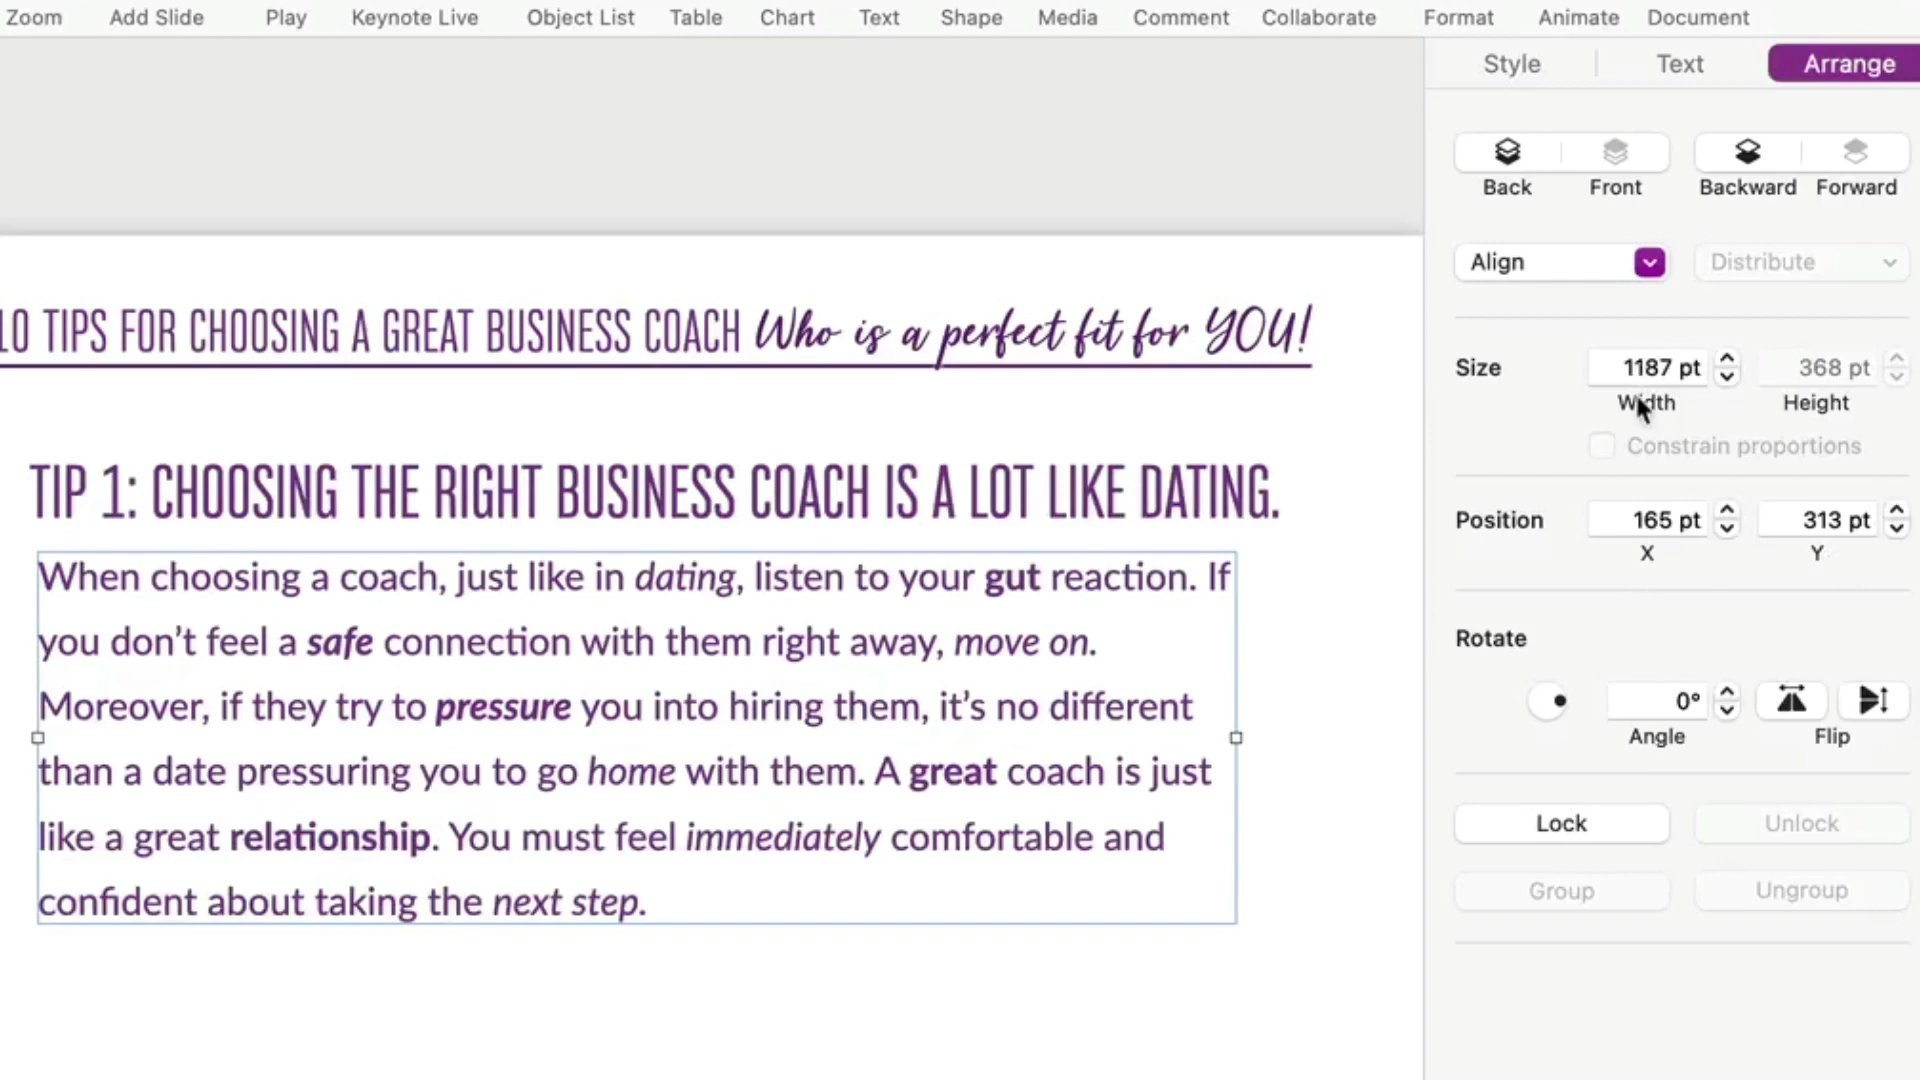 Zoom Add Slide Play Keynote Live Object List Table Chart Text Shape Media Comment Collaborate Format Animate Document
Style Text Arrange
Back Front Backward Forward
Align Distribute
10 TIPS FOR CHOOSING A GREAT BUSINESS COACH Who is a perfect fit for YOU!
Size 1187 pt 368 pt
Width Height
Constrain proportions
TIP 1: CHOOSING THE RIGHT BUSINESS COACH IS A LOT LIKE DATING.
Position 165 pt 313 pt
X Y
When choosing a coach, just like in dating, listen to your gut reaction. If
you don’t feel a safe connection with them right away, move on.
Moreover, if they try to pressure you into hiring them, it’s no different
than a date pressuring you to go home with them. A great coach is just
like a great relationship. You must feel immediately comfortable and
confident about taking the next step.
Rotate
0°
Angle Flip
Lock Unlock
Group Ungroup